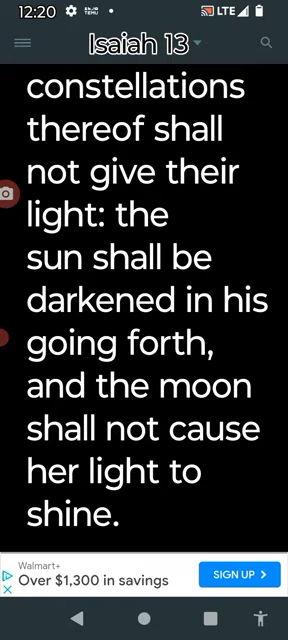 12:20
LTE
Isaiah 13
constellations
thereof shall
not give their
light: the
sun shall be
darkened in his
going forth,
and the moon
shall not cause
her light to
shine.
Walmart+
Over $1,300 in savings
SIGN UP